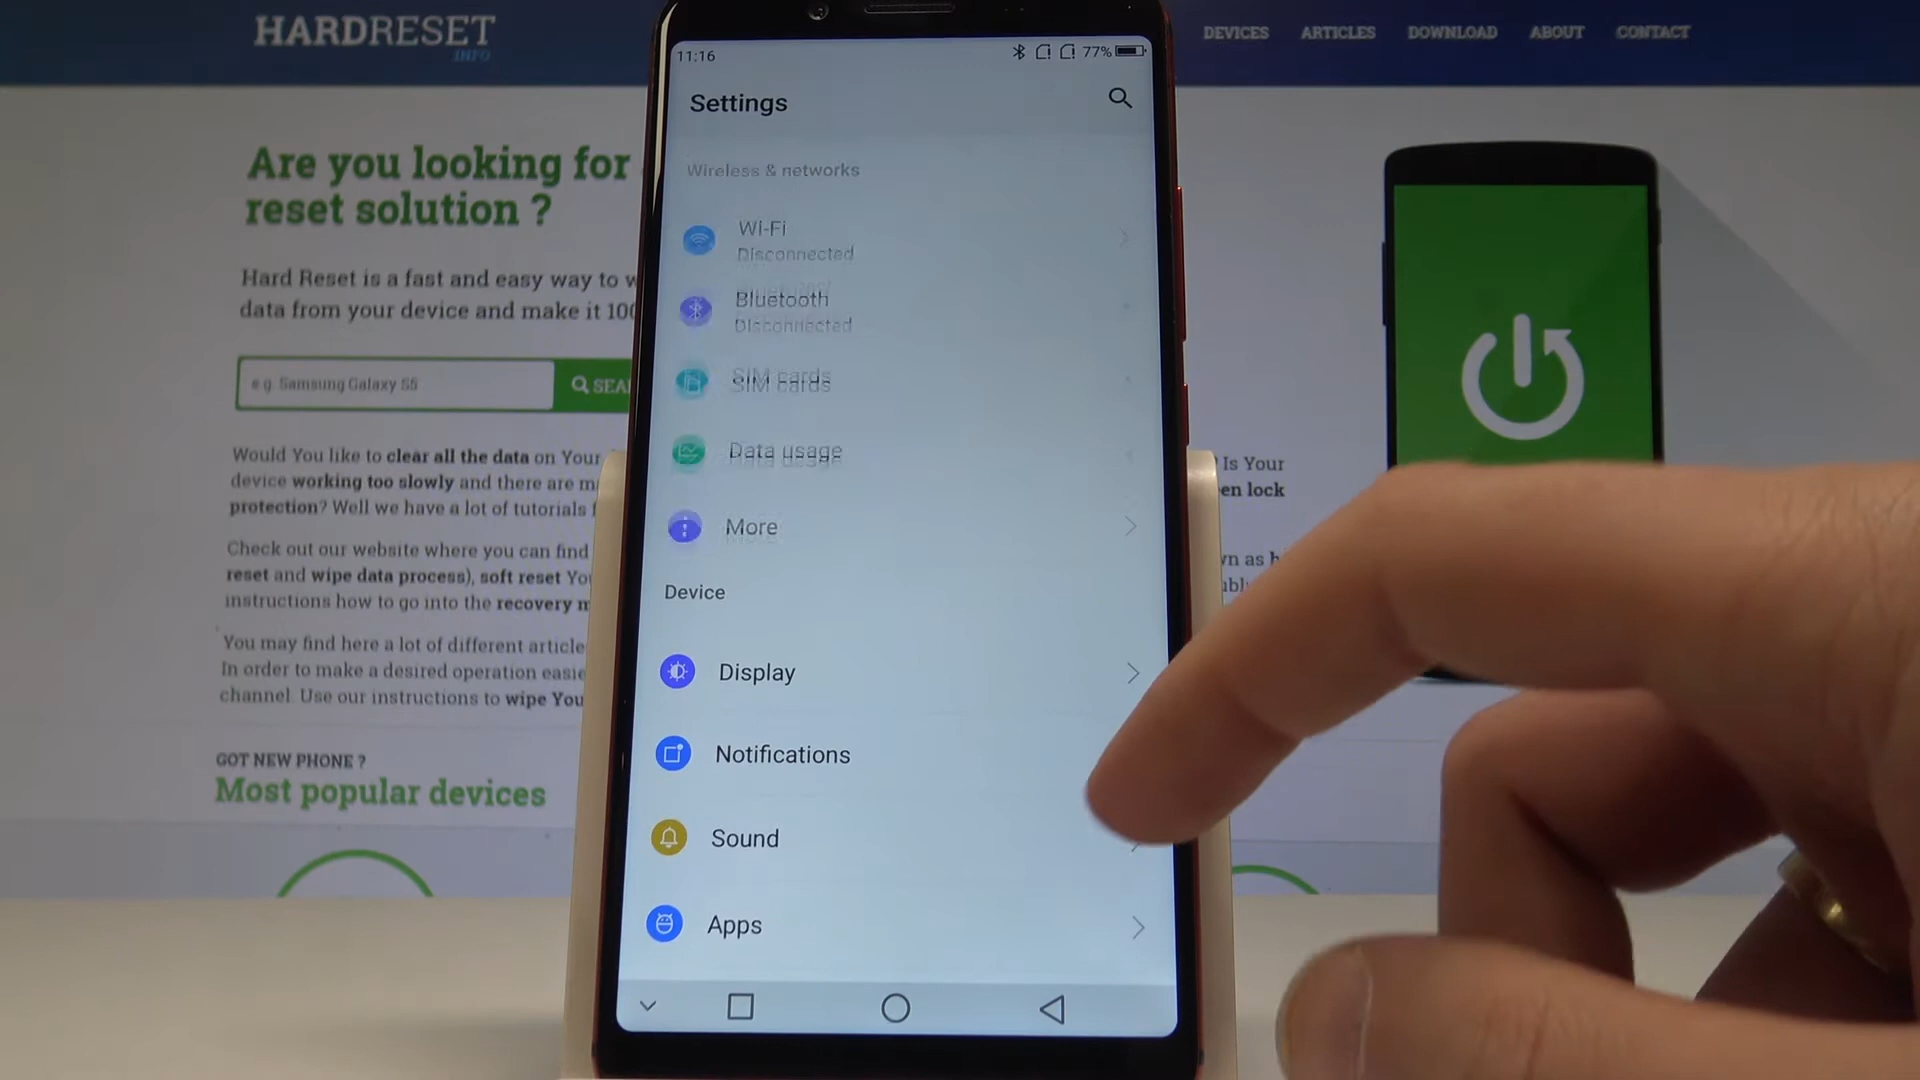 HARDRESET
INFO
DEVICES ARTICLES DOWNLOAD ABOUT CONTACT
Are you looking for
reset solution ?
Hard Reset is a fast and easy way to
data from your device and make it
e.g. Samsung Galaxy S5
Would You like to clear all the data on Your
device working too slowly and there are
protection? Well we have a lot of tutorials
Check out our website where you can find
reset and wipe data process), soft reset
instructions how to go into the recovery
You may find here a lot of different
In order to make a desired operation
channel. Use our instructions to wipe
GOT NEW PHONE ?
Most popular devices
? Is Your
en lock
11:16
77%
Settings
Wireless & networks
Wi-Fi
Disconnected
Bluetooth
Disconnected
SIM cards
Data usage
More
Device
Display
Notifications
Sound
Apps